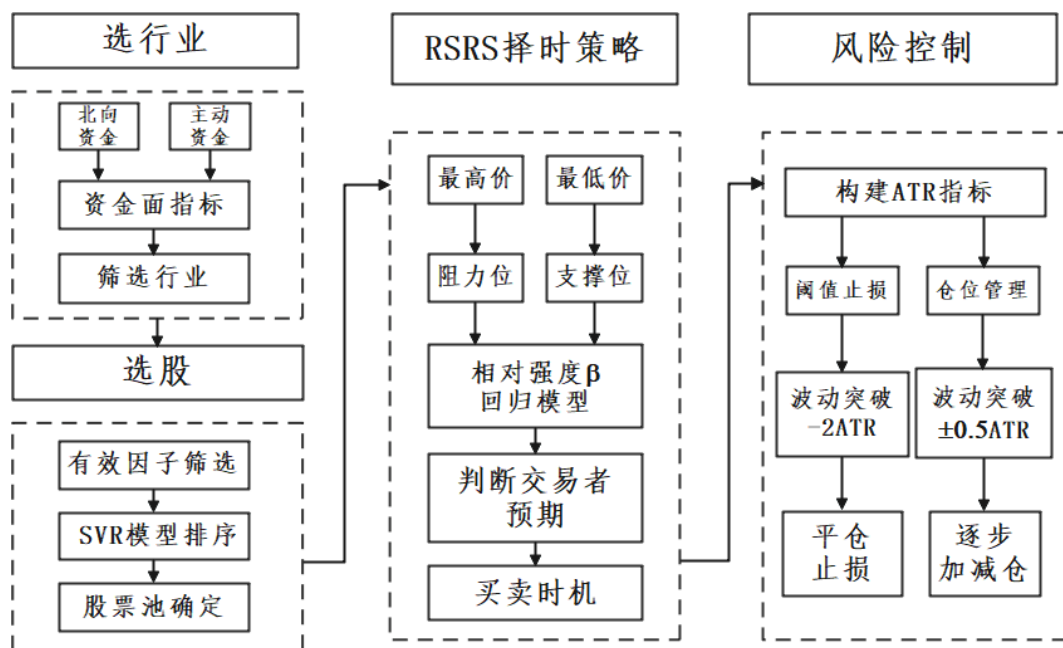 选行业
北向
资金
主动
资金
资金面指标
筛选行业
选股
有效因子筛选
SVR模型排序
股票池确定
RSRS择时策略
最高价
最低价
阻力位
支撑位
相对强度β
回归模型
判断交易者
预期
买卖时机
风险控制
构建ATR指标
阈值止损
仓位管理
波动突破
-2ATR
波动突破
±0.5ATR
平仓
止损
逐步
加减仓